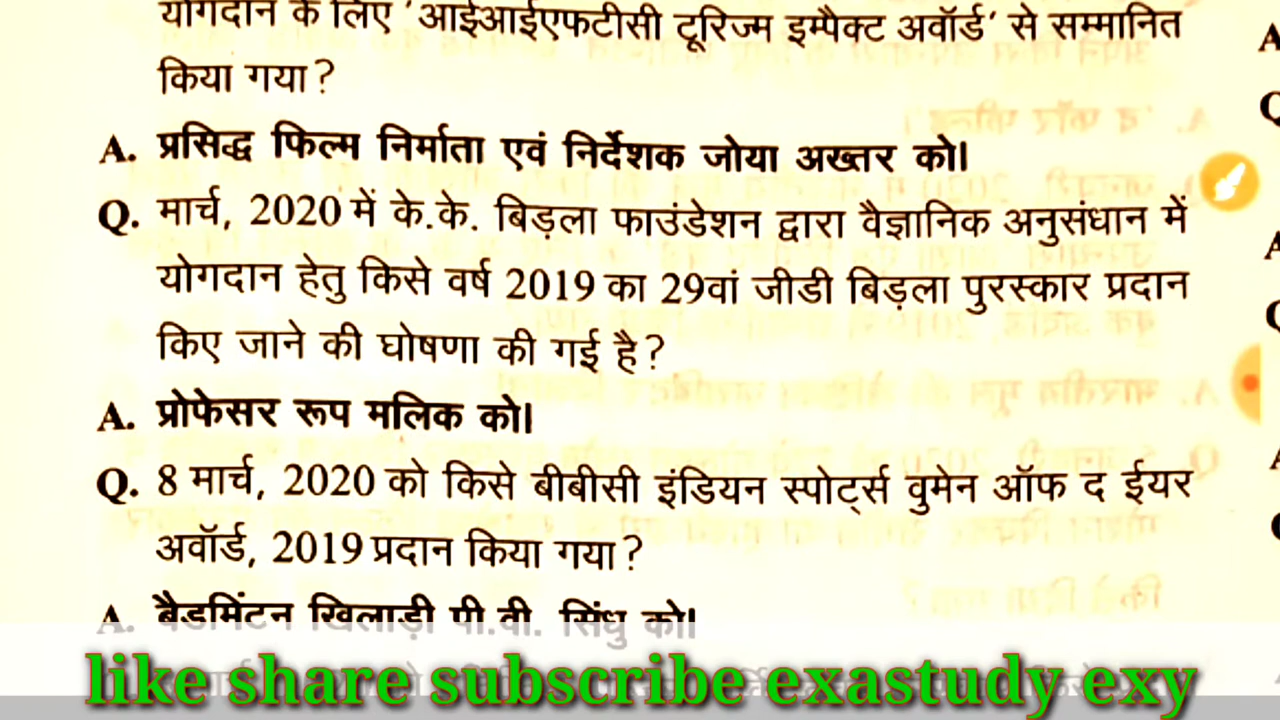 योगदान के लिए 'आईआईएफटीसी टूरिज्म इम्पैक्ट अवॉर्ड' से सम्मानित
किया गया?
A. प्रसिद्ध फिल्म निर्माता एवं निर्देशक जोया अख्तर को।
Q. मार्च, 2020 में के.के. बिड़ला फाउंडेशन द्वारा वैज्ञानिक अनुसंधान में
योगदान हेतु किसे वर्ष 2019 का 29वां जीडी बिड़ला पुरस्कार प्रदान
किए जाने की घोषणा की गई है?
A. प्रोफेसर रूप मलिक को।
Q. 8 मार्च, 2020 को किसे बीबीसी इंडियन स्पोर्ट्स वुमेन ऑफ द ईयर
अवॉर्ड, 2019 प्रदान किया गया?
A. बैडमिंटन खिलाड़ी पी.वी. सिंधु को।
like share subscribe exastudy exy